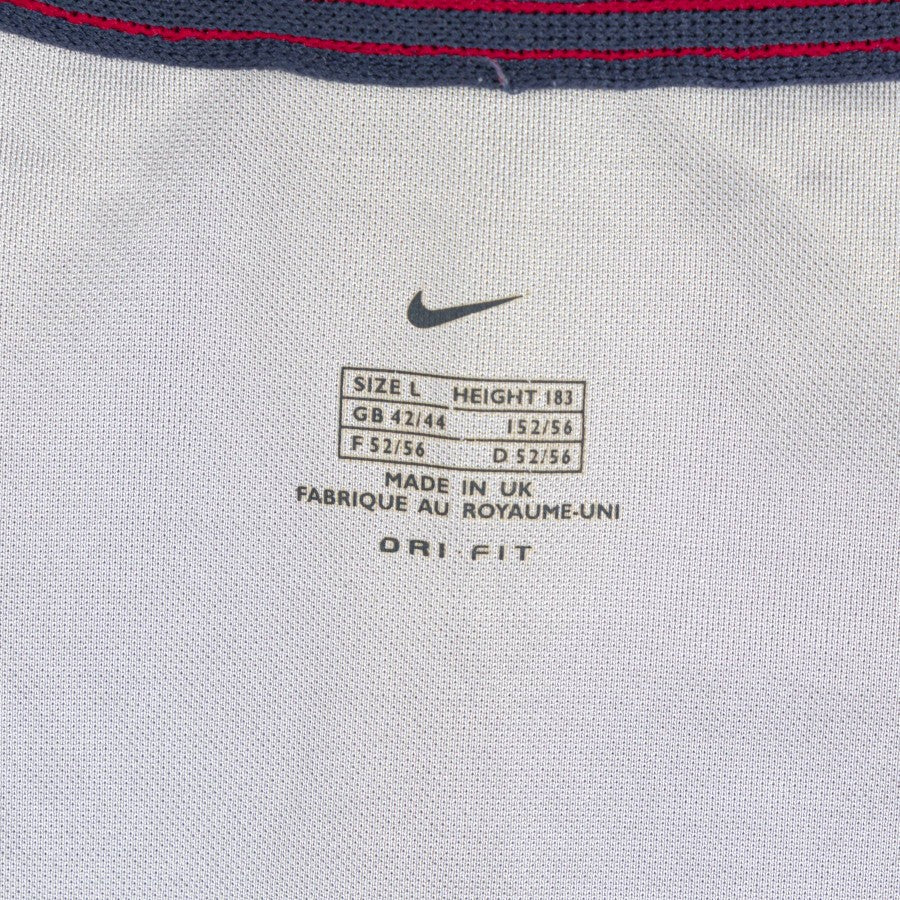 SIZE L HEIGHT 183
GB 42/44 I 52/56
F 52/56 D 52/56
MADE IN UK
FABRIQUE AU ROYAUME-UNI
DRI·FIT